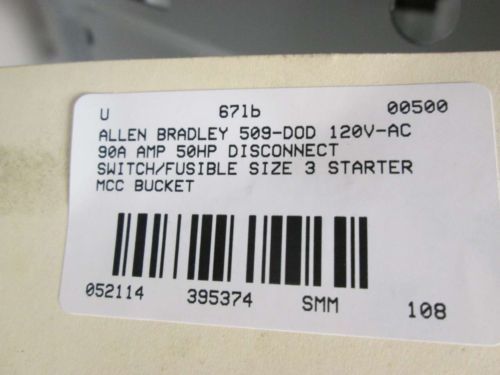 U 67lb 00500
ALLEN BRADLEY 509-DOD 120V-AC
90A AMP 50HP DISCONNECT
SWITCH/FUSIBLE SIZE 3 STARTER
MCC BUCKET
052114 395374 SMM 108